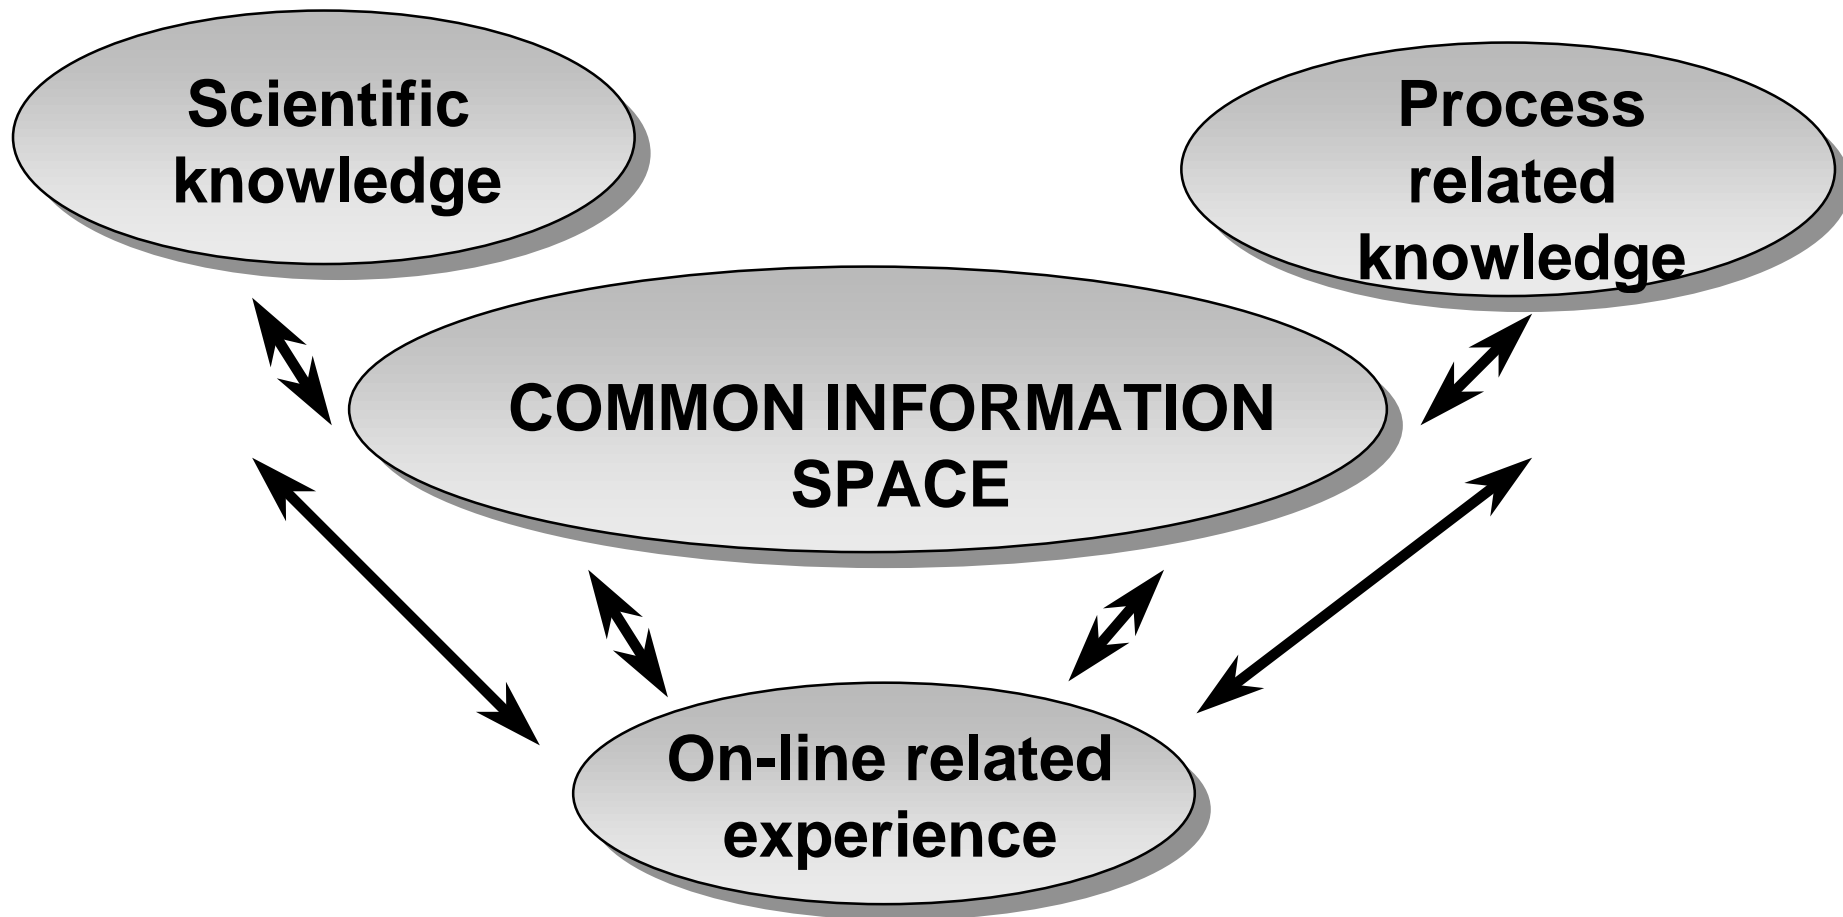 Scientific
knowledge
Process
related
knowledge
COMMON INFORMATION
SPACE
On-line related
experience